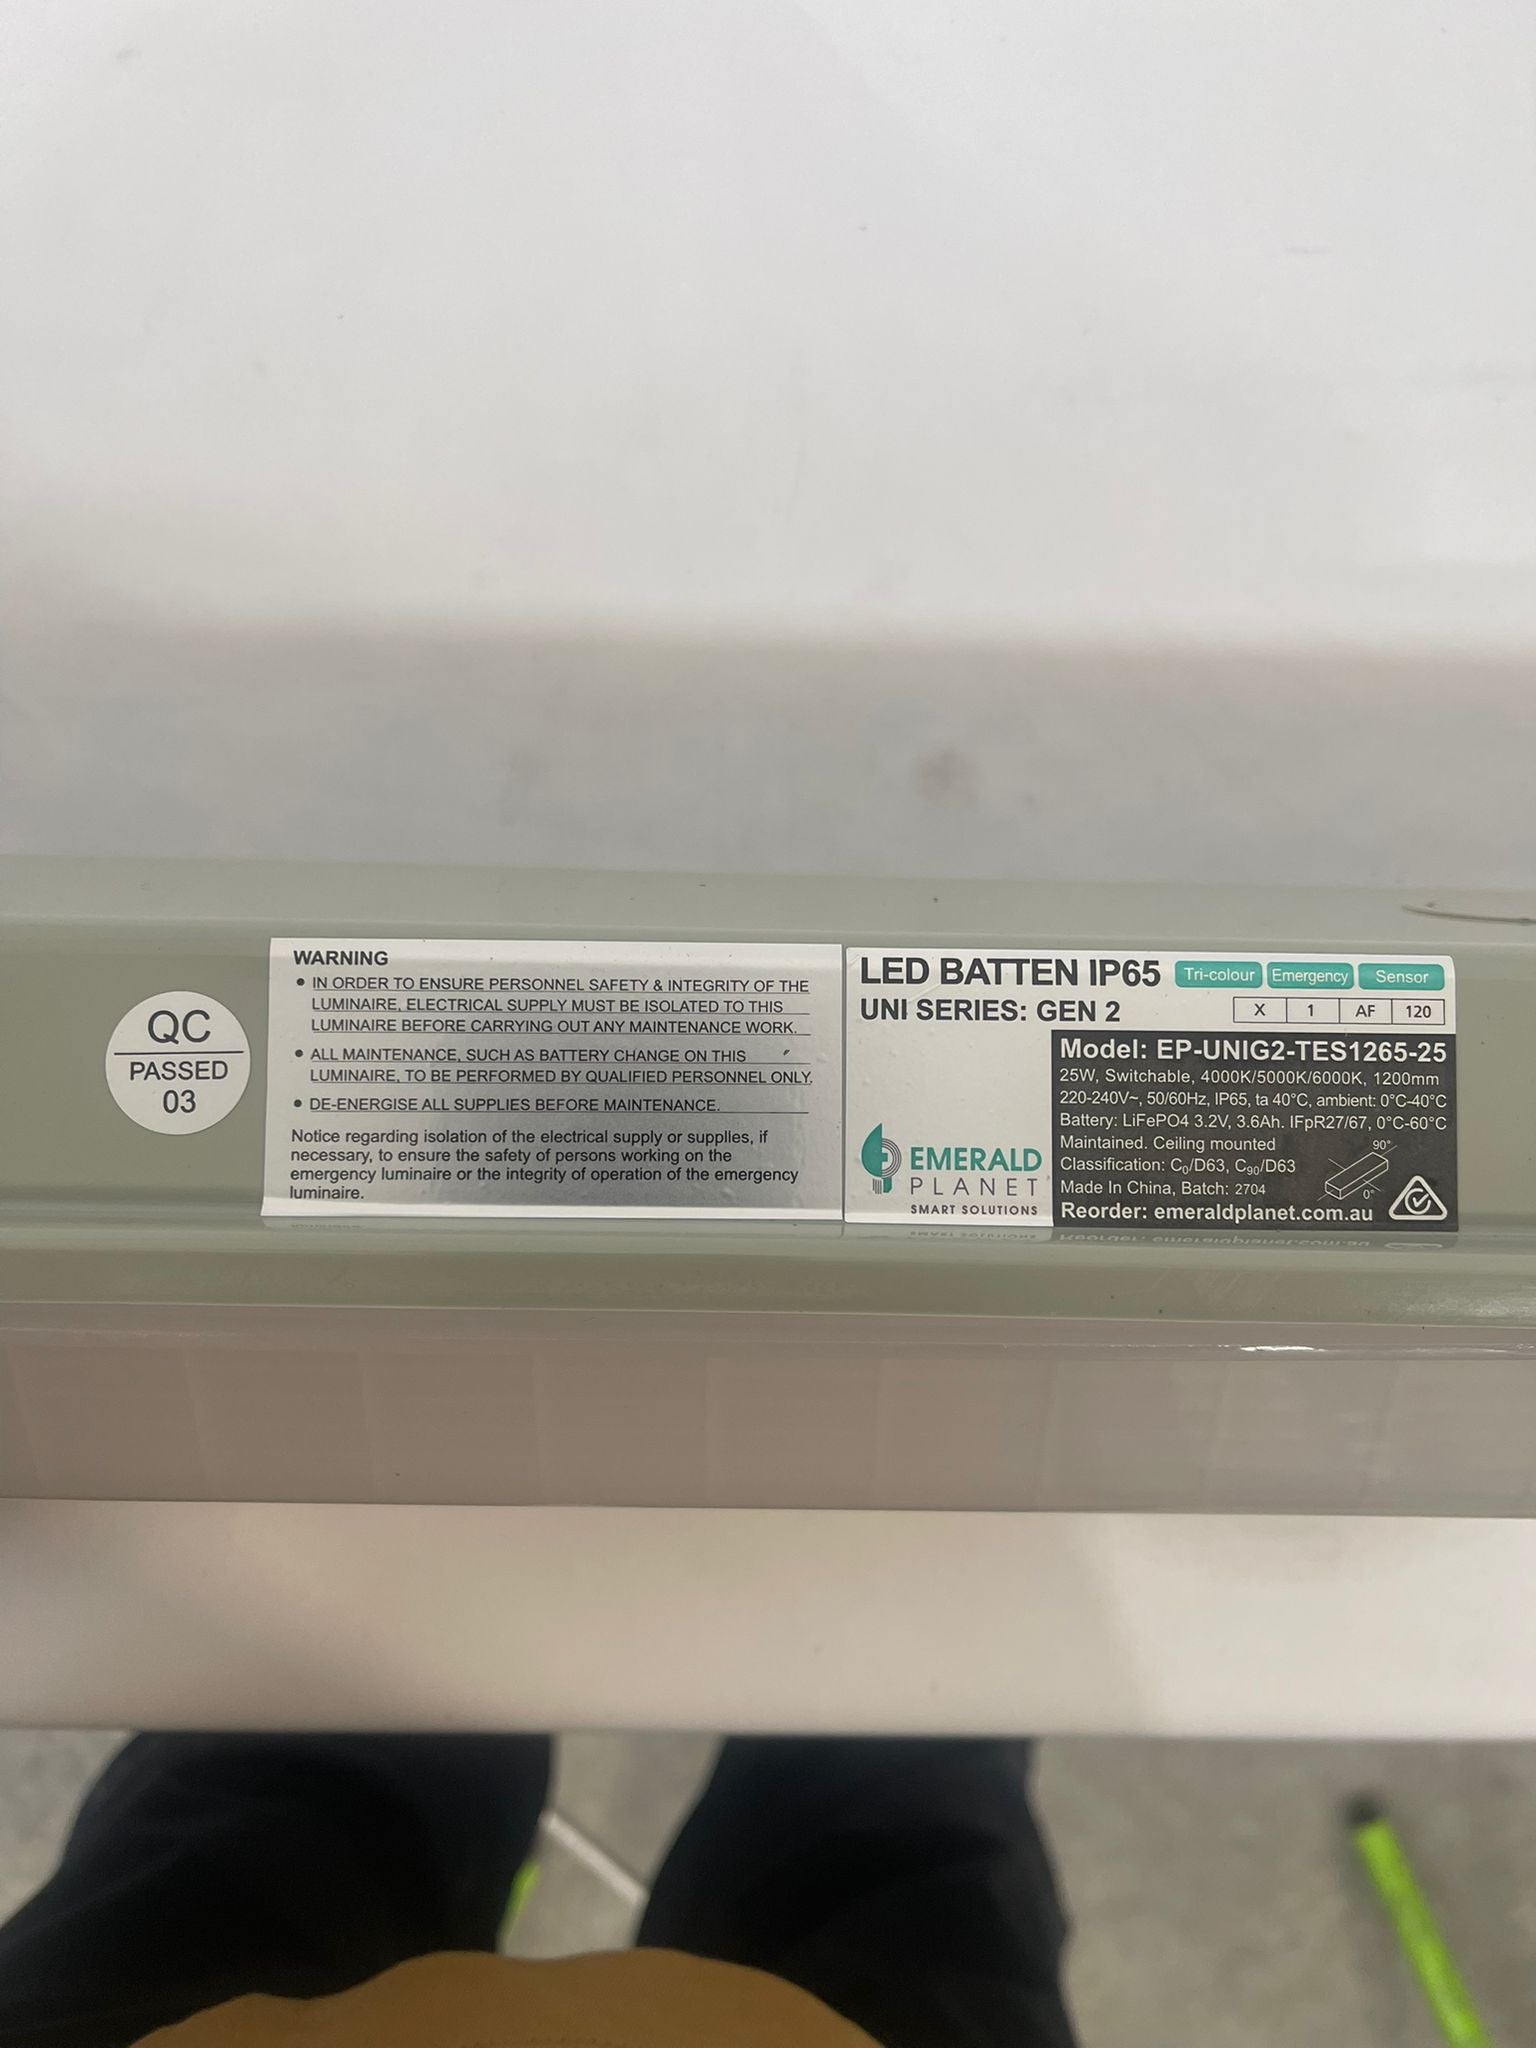 QC
PASSED
03
WARNING
• IN ORDER TO ENSURE PERSONNEL SAFETY & INTEGRITY OF THE
LUMINAIRE, ELECTRICAL SUPPLY MUST BE ISOLATED TO THIS
LUMINAIRE BEFORE CARRYING OUT ANY MAINTENANCE WORK.
• ALL MAINTENANCE, SUCH AS BATTERY CHANGE ON THIS
LUMINAIRE, TO BE PERFORMED BY QUALIFIED PERSONNEL ONLY.
• DE-ENERGISE ALL SUPPLIES BEFORE MAINTENANCE.
Notice regarding isolation of the electrical supply or supplies, if
necessary, to ensure the safety of persons working on the
emergency luminaire or the integrity of operation of the emergency
luminaire.
LED BATTEN IP65 Tri-colour Emergency Sensor
UNI SERIES: GEN 2 X 1 AF 120
Model: EP-UNIG2-TES1265-25
25W, Switchable, 4000K/5000K/6000K, 1200mm
220-240V~, 50/60Hz, IP65, ta 40°C, ambient: 0°C-40°C
Battery: LiFePO4 3.2V, 3.6Ah. IFpR27/67, 0°C-60°C
Maintained. Ceiling mounted
Classification: C₀/D63, C₉₀/D63
Made In China, Batch: 2704
Reorder: emeraldplanet.com.au
90°
0°
EMERALD
PLANET
SMART SOLUTIONS